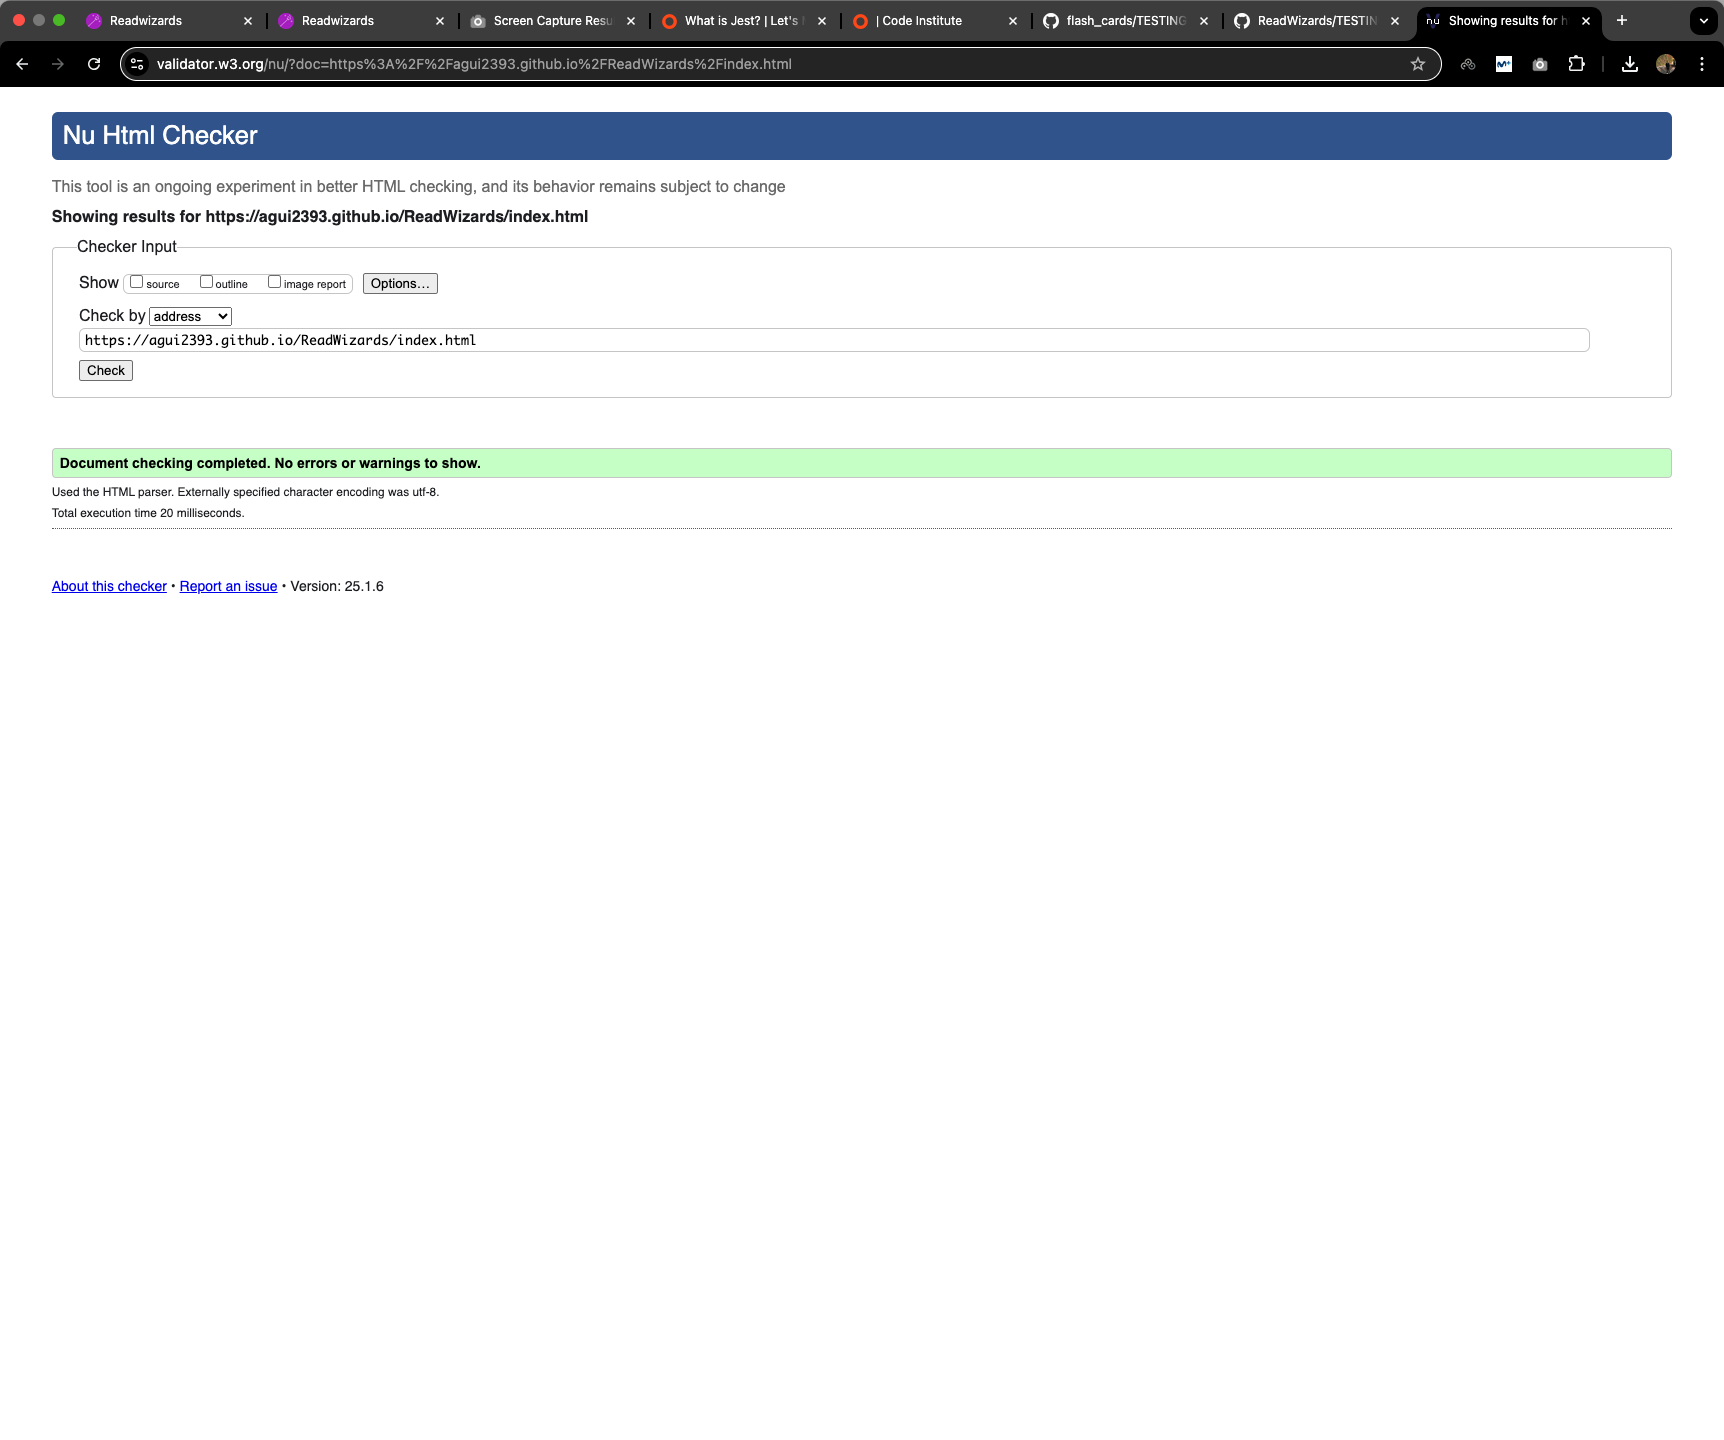 Readwizards
Readwizards
Screen Capture Resu
What is Jest? | Let's
| Code Institute
flash_cards/TESTING
ReadWizards/TESTIN
Showing results for h
validator.w3.org/nu/?doc=https%3A%2F%2Fagui2393.github.io%2FReadWizards%2Findex.html
Nu Html Checker
This tool is an ongoing experiment in better HTML checking, and its behavior remains subject to change
Showing results for https://agui2393.github.io/ReadWizards/index.html
Checker Input
Show source outline image report Options...
Check by address
https://agui2393.github.io/ReadWizards/index.html
Check
Document checking completed. No errors or warnings to show.
Used the HTML parser. Externally specified character encoding was utf-8.
Total execution time 20 milliseconds.
About this checker • Report an issue • Version: 25.1.6